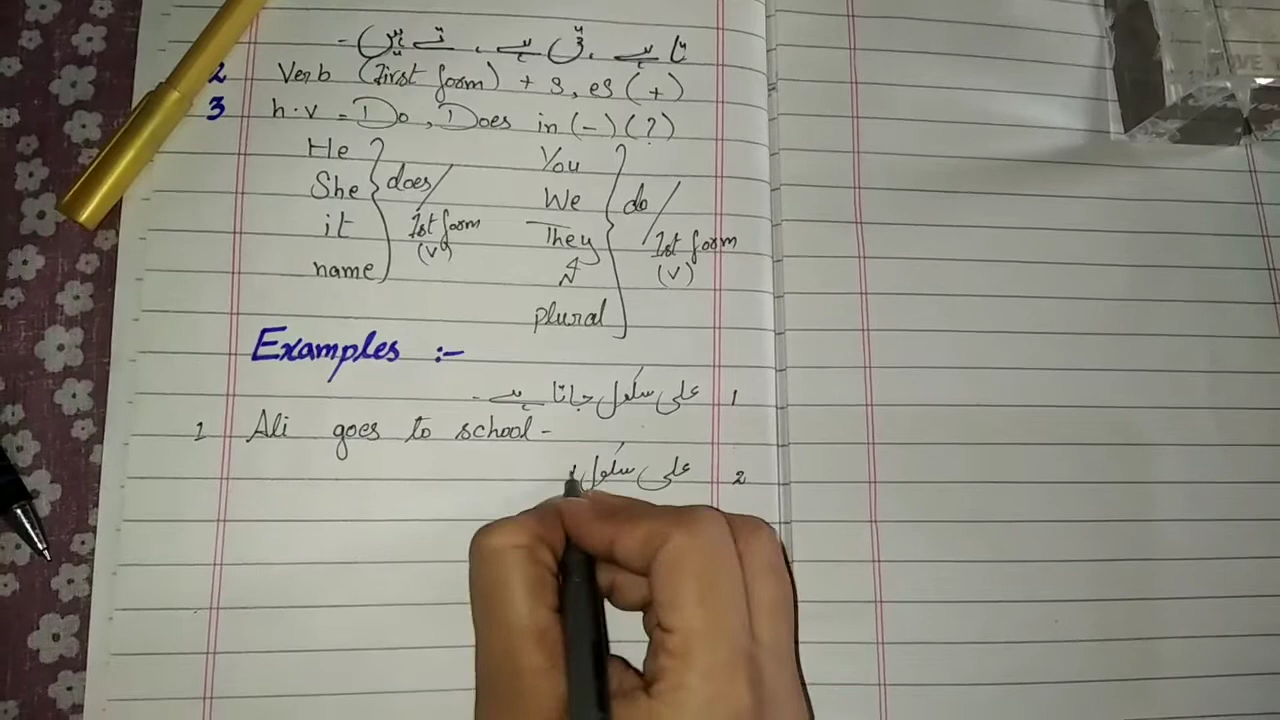 تا ہے ، تی ہے ، تے ہیں ۔
2 Verb (First form) + s, es (+)
3 h.v = Do, Does in (-) (?)
He You
She does/ We do/
it 1st form They 1st form
(v) (v)
name I
plural
Examples :-
1 علی سکول جاتا ہے ۔
1 Ali goes to school -
2 علی سکول